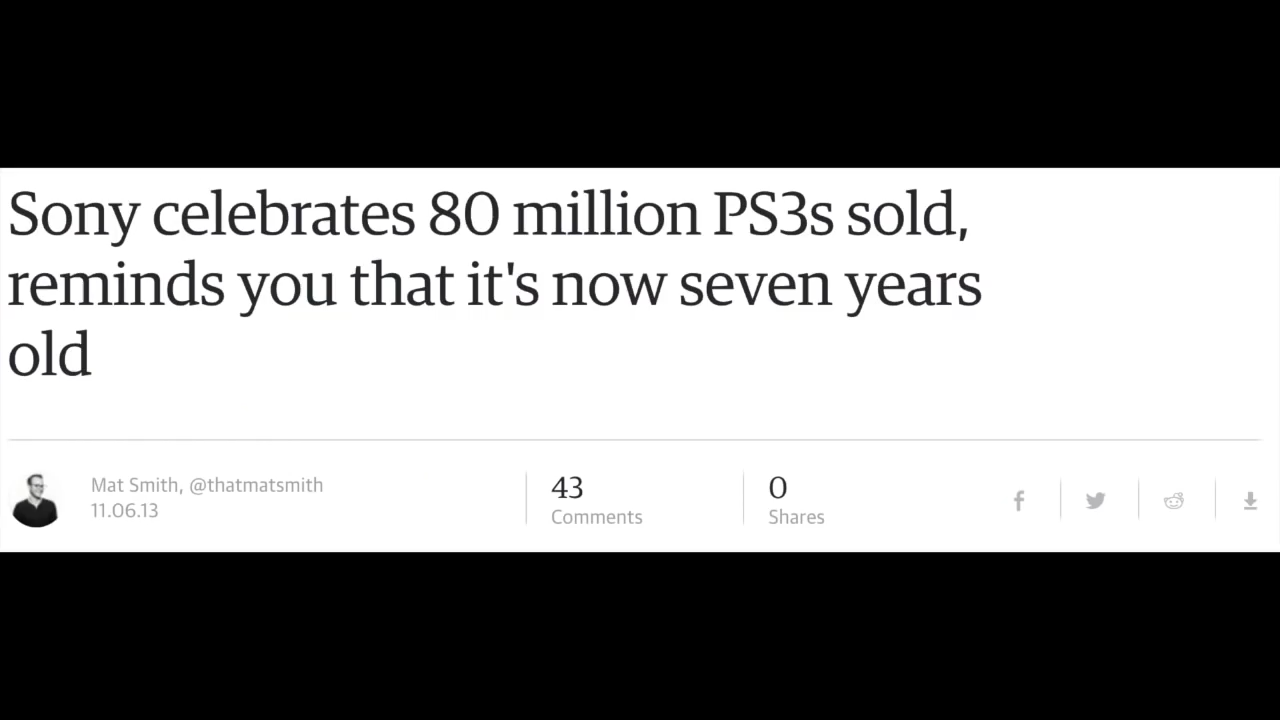 Sony celebrates 80 million PS3s sold,
reminds you that it's now seven years
old
Mat Smith, @thatmatsmith
11.06.13
43
Comments
0
Shares